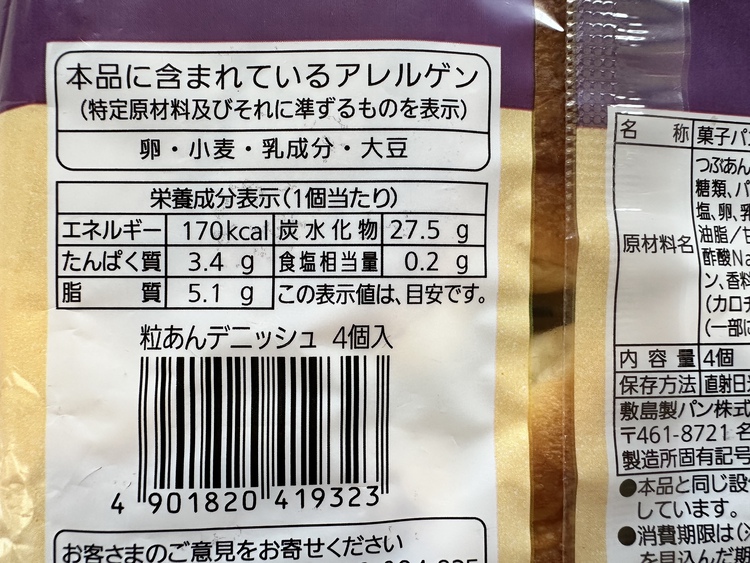 本品に含まれているアレルゲン
(特定原材料及びそれに準ずるものを表示)
卵・小麦・乳成分・大豆
栄養成分表示(1個当たり)
エネルギー 170kcal 炭水化物 27.5 g
たんぱく質 3.4 g 食塩相当量 0.2 g
脂質 5.1 g この表示値は、目安です。
粒あんデニッシュ 4個入
4 901820 419323
お客さまのご意見をお寄せください
名称 菓子パ
原材料名
つぶあん
糖類、パ
塩、卵、乳
油脂/甘
酢酸Na
ン、香料
(カロチ
(一部に
内容量 4個
保存方法 直射日
敷島製パン株式
〒461-8721 名
製造所固有記号
●本品と同じ設
しています。
●消費期限は(
を見込んだ期